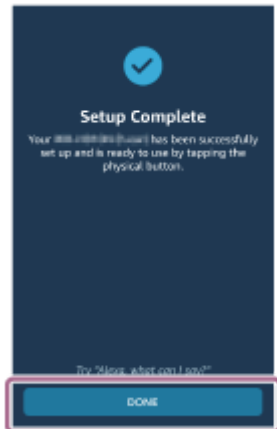 Setup Complete
Your has been successfully
set up and is ready to use by tapping the
physical button.
Try "Alexa, what can I say?"
DONE